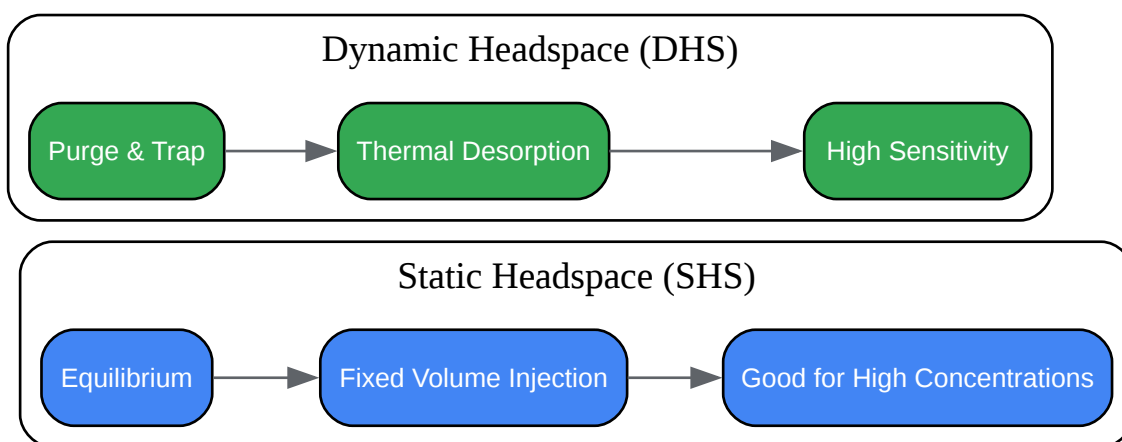 Dynamic Headspace (DHS)
Purge & Trap
Thermal Desorption
High Sensitivity
Static Headspace (SHS)
Equilibrium
Fixed Volume Injection
Good for High Concentrations